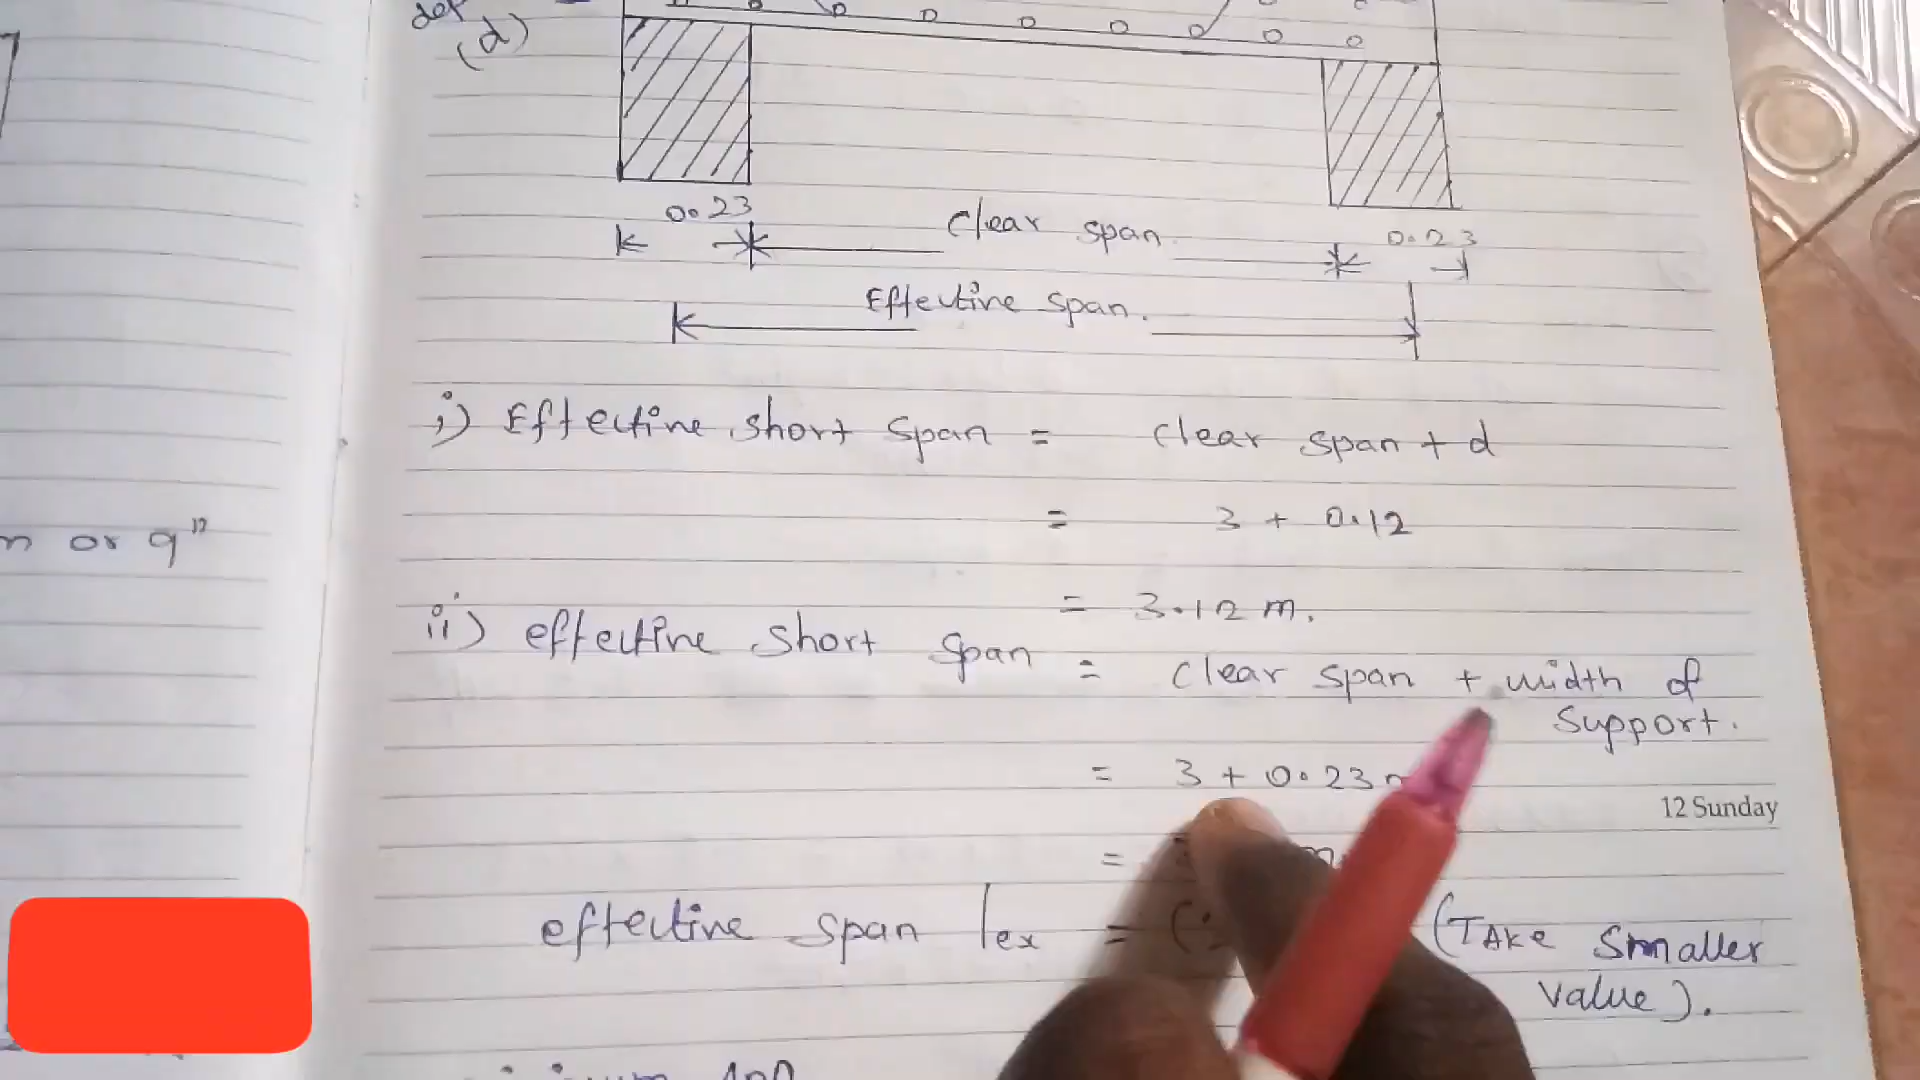 (d)
0.23
Clear span
0.23
Effective span.
i) Effective short span = clear span + d
= 3 + 0.12
= 3.12 m.
ii) effective short span = clear span + width of
support.
= 3 + 0.23
12 Sunday
=
effective span lex = (Take smaller
value).
or 9"